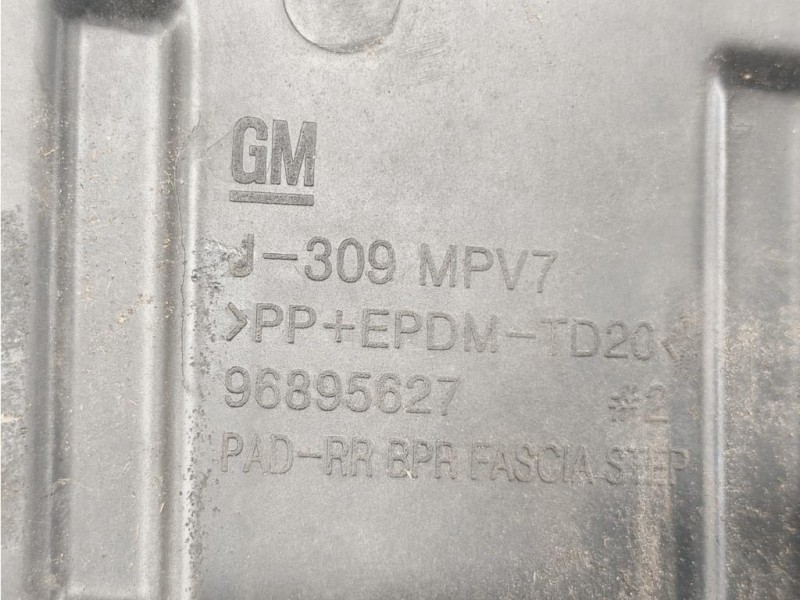 GM
J-309 MPV7
>PP+EPDM-TD20<
96895627 #2
PAD-RR BPR FASCIA STEP